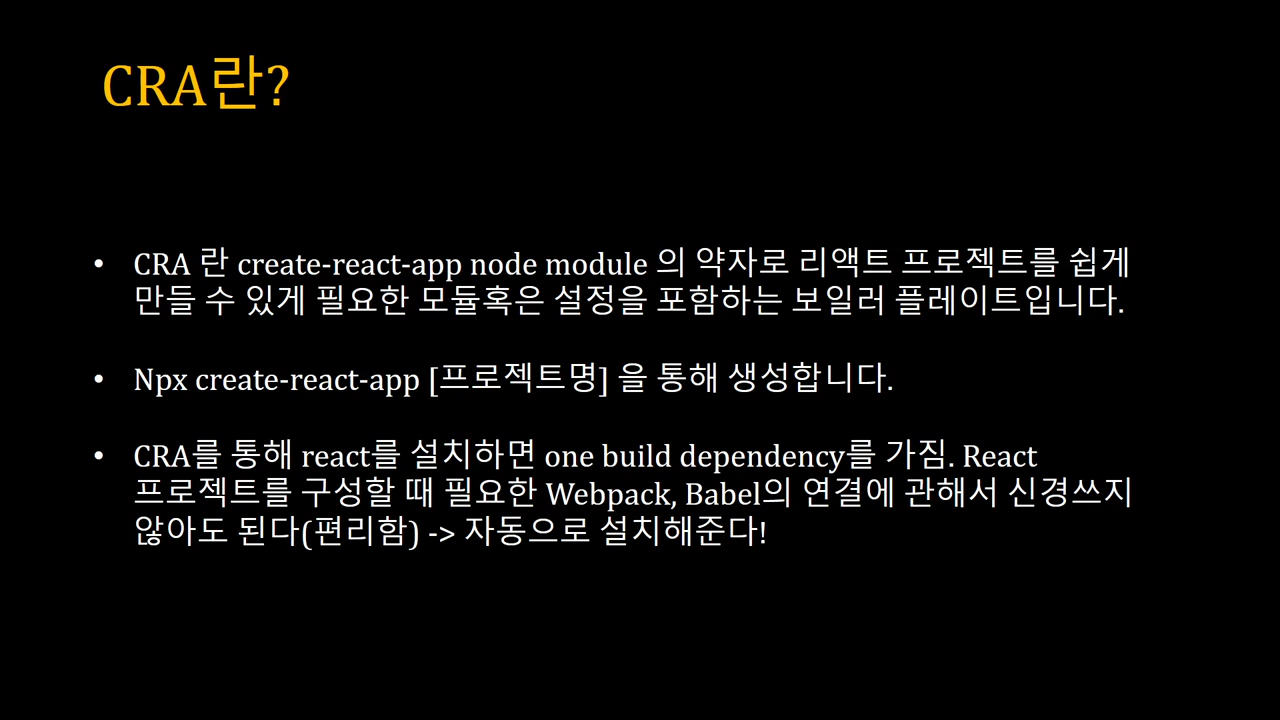 CRA란?
• CRA 란 create-react-app node module 의 약자로 리액트 프로젝트를 쉽게
만들 수 있게 필요한 모듈혹은 설정을 포함하는 보일러 플레이트입니다.
• Npx create-react-app [프로젝트명] 을 통해 생성합니다.
• CRA를 통해 react를 설치하면 one build dependency를 가짐. React
프로젝트를 구성할 때 필요한 Webpack, Babel의 연결에 관해서 신경쓰지
않아도 된다(편리함) -> 자동으로 설치해준다!